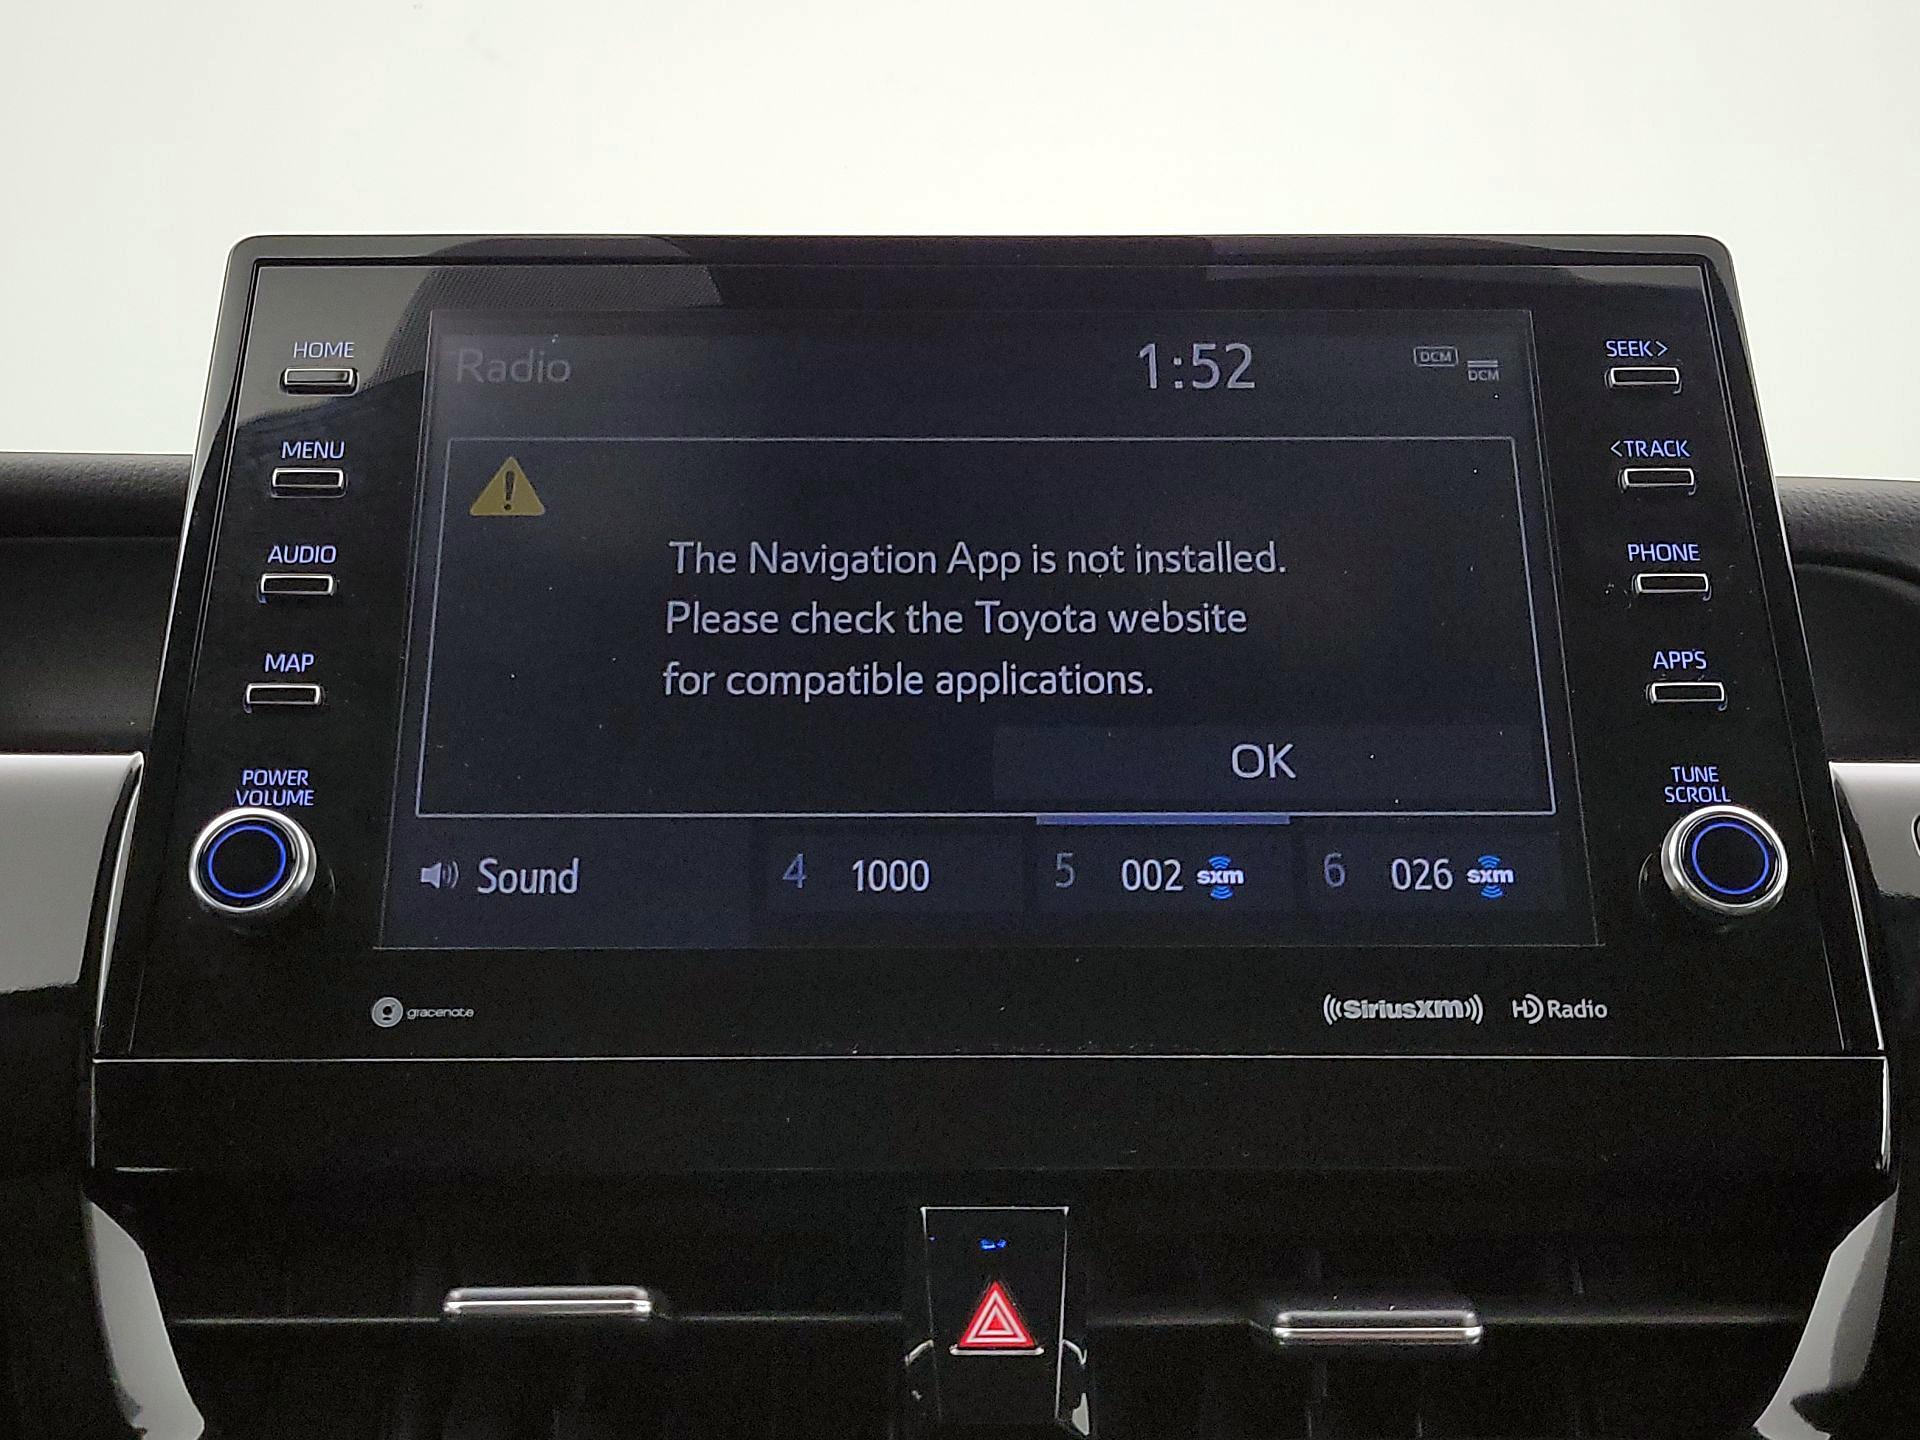 HOME
MENU
AUDIO
MAP
POWER
VOLUME
Radio
1:52
DCM
DCM
The Navigation App is not installed.
Please check the Toyota website
for compatible applications.
OK
Sound
4 1000
5 002 sxm
6 026 sxm
SEEK>
<TRACK
PHONE
APPS
TUNE
SCROLL
gracenote
SiriusXM
HD Radio